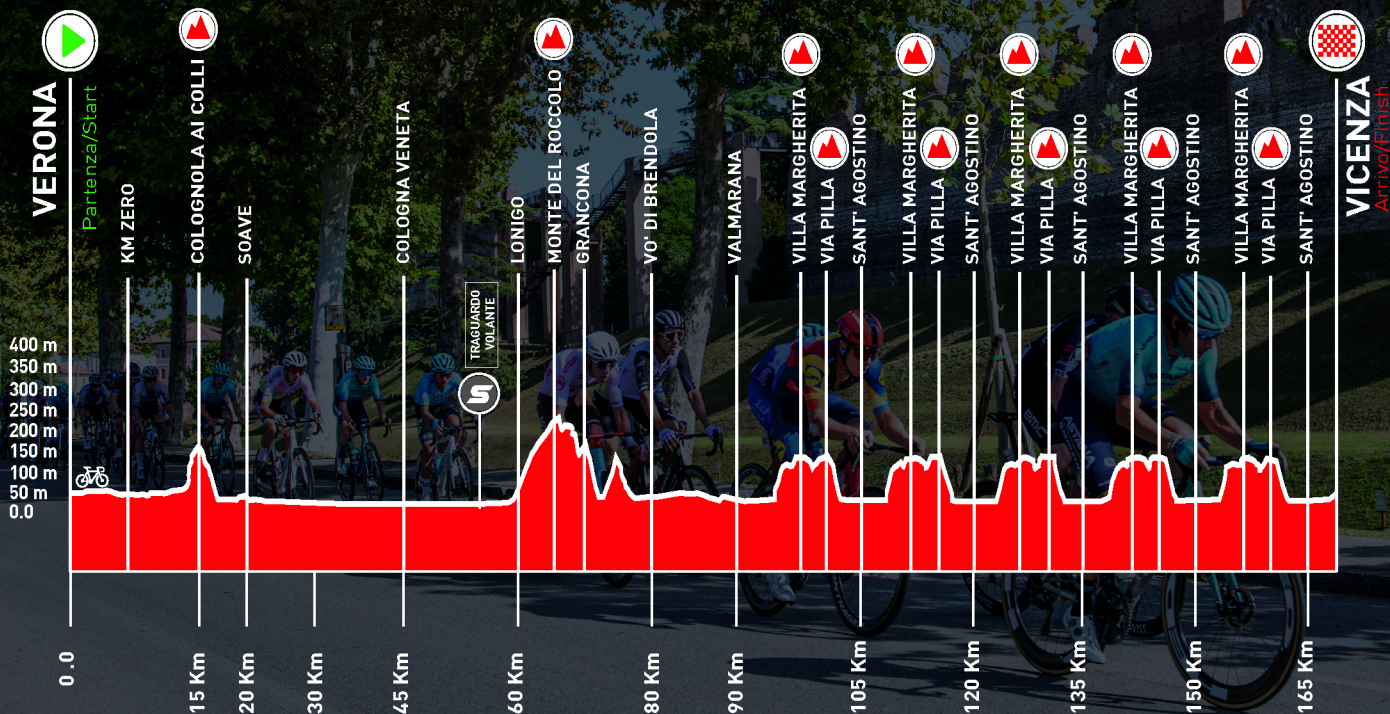 VERONA
Partenza/Start
KM ZERO
COLOGNOLA AI COLLI
SOAVE
COLOGNA VENETA
TRAGUARDO
VOLANTE
S
LONIGO
MONTE DEL ROCCOLO
GRANCONA
VO' DI BRENDOLA
VALMARANA
VILLA MARGHERITA
VIA PILLA
SANT' AGOSTINO
VILLA MARGHERITA
VIA PILLA
SANT' AGOSTINO
VILLA MARGHERITA
VIA PILLA
SANT' AGOSTINO
VILLA MARGHERITA
VIA PILLA
SANT' AGOSTINO
VILLA MARGHERITA
VIA PILLA
SANT' AGOSTINO
VICENZA
Arrivo/Finish
400 m
350 m
300 m
250 m
200 m
150 m
100 m
50 m
0.0
BMC
0 .0
15 Km
20 Km
30 Km
45 Km
60 Km
80 Km
90 Km
105 Km
120 Km
135 Km
150 Km
165 Km